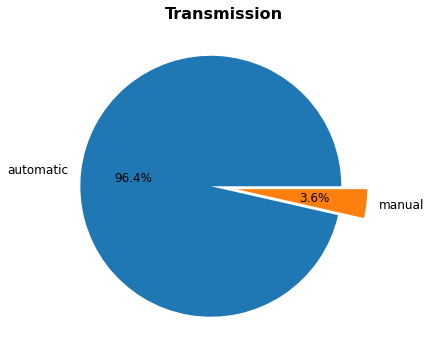 Transmission
automatic
96.4%
3.6%
manual